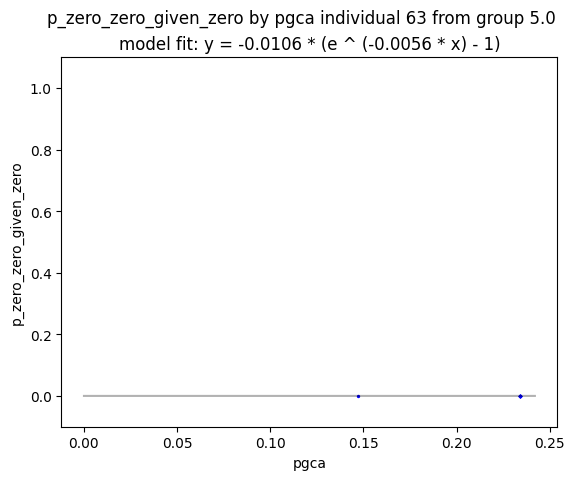 p_zero_zero_given_zero by pgca individual 63 from group 5.0
model fit: y = -0.0106 * (e ^ (-0.0056 * x) - 1)
1.0
0.8
0.6
0.4
0.2
0.0
p_zero_zero_given_zero
0.00 0.05 0.10 0.15 0.20 0.25
pgca